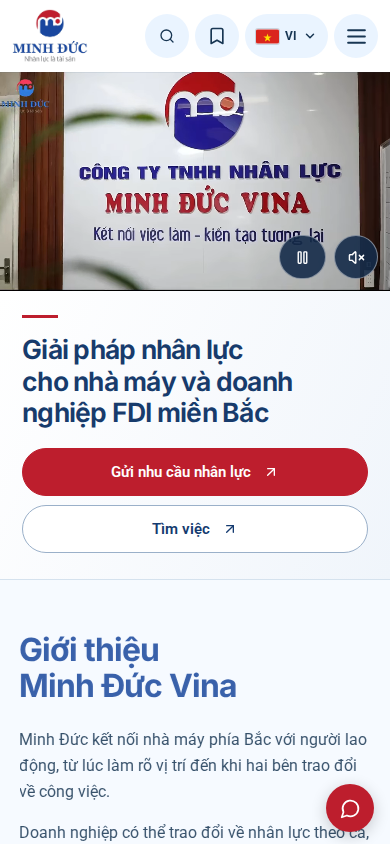 MINH ĐỨC
Nhân lực là tài sản
VI
MINH ĐỨC
CÔNG TY TNHH NHÂN LỰC
MINH ĐỨC VINA
Kết nối việc làm - kiến tạo tương lai
Giải pháp nhân lực
cho nhà máy và doanh
nghiệp FDI miền Bắc
Gửi nhu cầu nhân lực
Tìm việc
Giới thiệu
Minh Đức Vina
Minh Đức kết nối nhà máy phía Bắc với người lao
động, từ lúc làm rõ vị trí đến khi hai bên trao đổi
về công việc.
Doanh nghiệp có thể trao đổi về nhân lực theo ca,